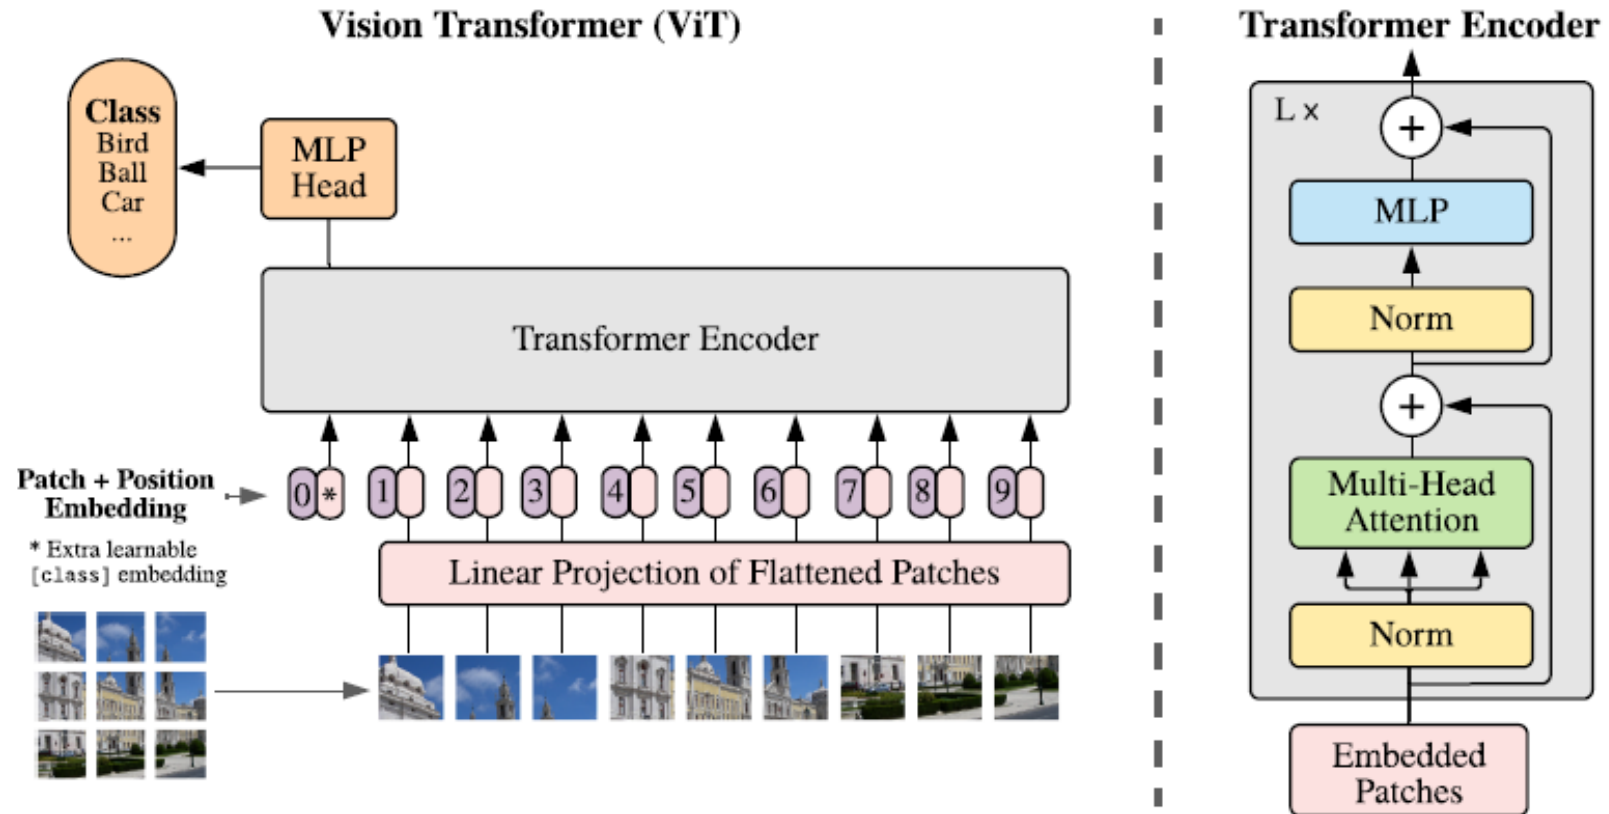 Vision Transformer (ViT)
Class
Bird
Ball
Car
...
MLP
Head
Transformer Encoder
Patch + Position
Embedding
0 * 1 2 3 4 5 6 7 8 9
* Extra learnable
[class] embedding
Linear Projection of Flattened Patches
Transformer Encoder
L ×
+
MLP
Norm
+
Multi-Head
Attention
Norm
Embedded
Patches